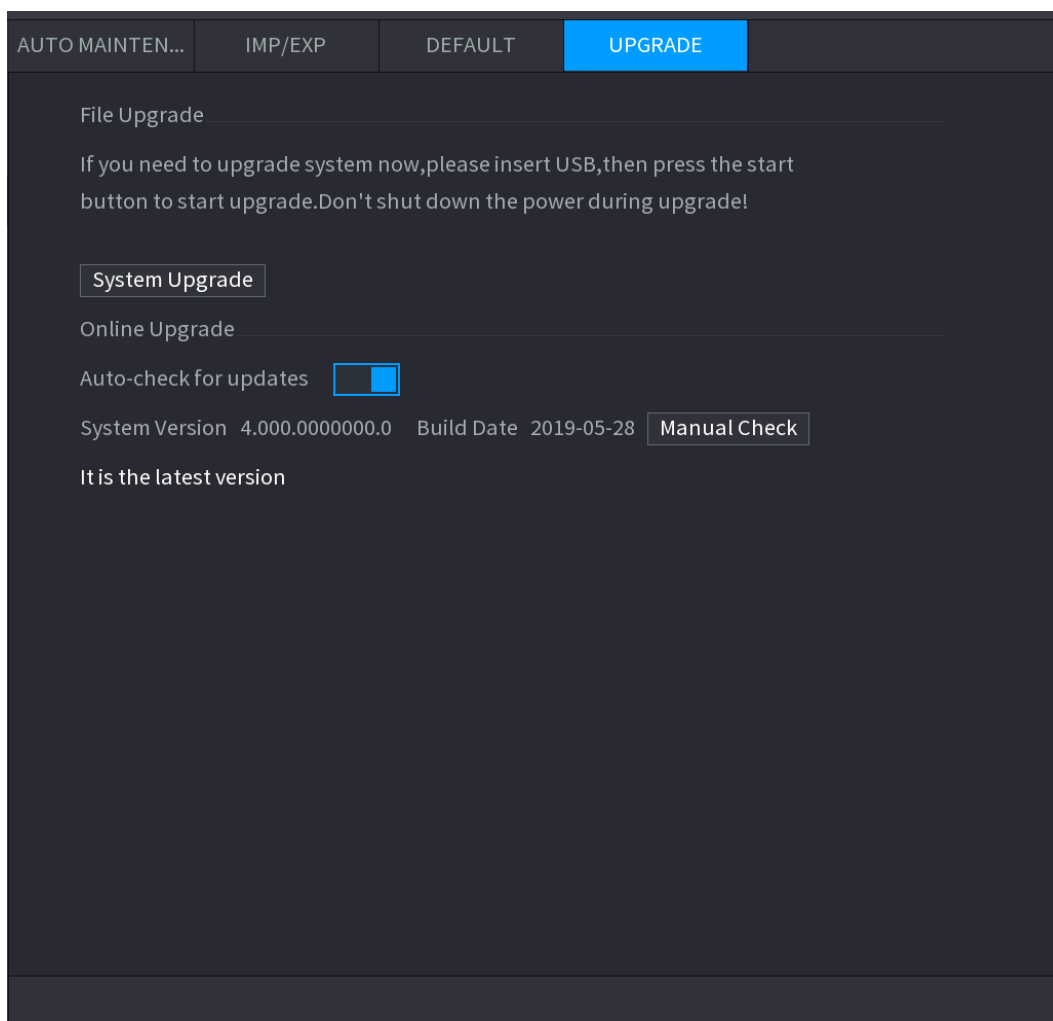 AUTO MAINTEN... IMP/EXP DEFAULT UPGRADE
File Upgrade
If you need to upgrade system now,please insert USB,then press the start
button to start upgrade.Don't shut down the power during upgrade!
System Upgrade
Online Upgrade
Auto-check for updates
System Version 4.000.0000000.0 Build Date 2019-05-28 Manual Check
It is the latest version